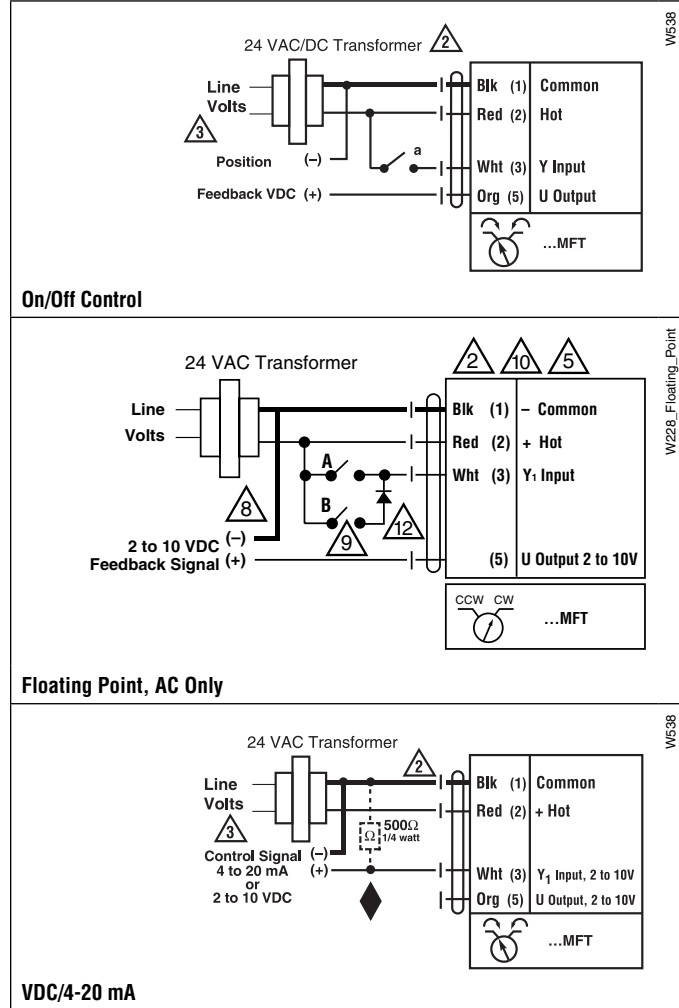 W538
24 VAC/DC Transformer 2
Line
Volts
3
Position (–)
Feedback VDC (+)
a
Blk (1) Common
Red (2) Hot
Wht (3) Y Input
Org (5) U Output
...MFT
On/Off Control
W228_Floating_Point
24 VAC Transformer
2 10 5
Line
Volts
A
B
8
9
12
2 to 10 VDC (–)
Feedback Signal (+)
Blk (1) – Common
Red (2) + Hot
Wht (3) Y1 Input
(5) U Output 2 to 10V
CCW CW
...MFT
Floating Point, AC Only
W538
24 VAC Transformer
2
Line
Volts
3
Ω 500Ω
1/4 watt
Control Signal (–)
4 to 20 mA (+)
or
2 to 10 VDC
Blk (1) Common
Red (2) + Hot
Wht (3) Y1 Input, 2 to 10V
Org (5) U Output, 2 to 10V
...MFT
VDC/4-20 mA